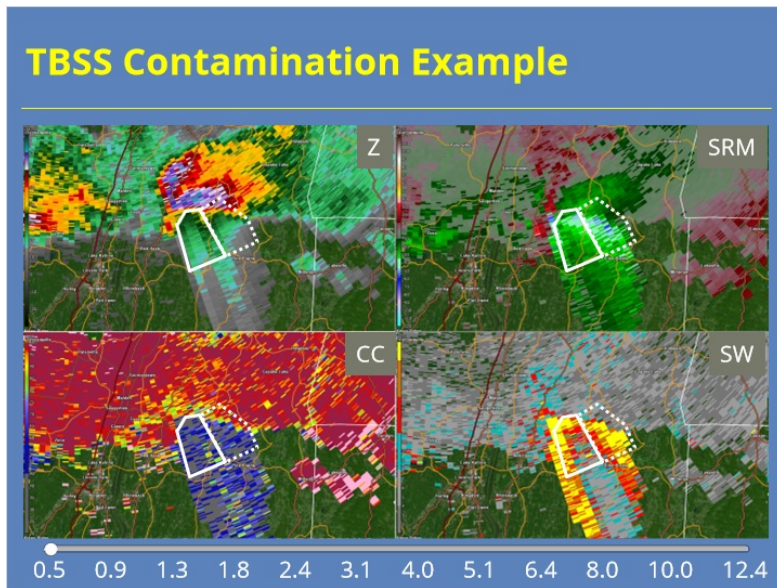 TBSS Contamination Example
Z
SRM
CC
SW
0.5 0.9 1.3 1.8 2.4 3.1 4.0 5.1 6.4 8.0 10.0 12.4